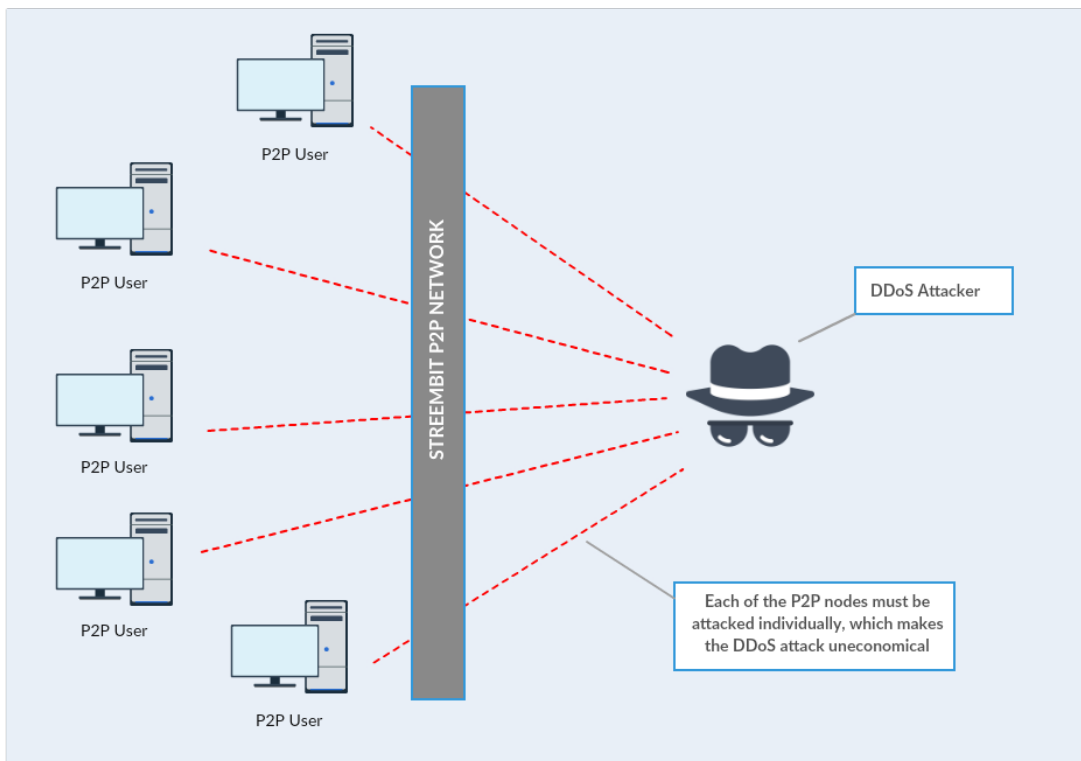 P2P User
P2P User
P2P User
P2P User
P2P User
STREEMBIT P2P NETWORK
DDoS Attacker
Each of the P2P nodes must be
attacked individually, which makes
the DDoS attack uneconomical